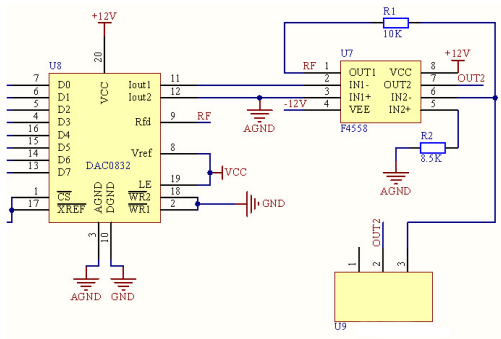 R1
10K
+12V
U8
20
VCC
7 D0
6 D1
5 D2
4 D3
16 D4
15 D5
14 D6
13 D7
1 CS
17 XREF
DAC0832
Iout1 11
Iout2 12
Rfd 9 RF
Vref 8
VCC
LE 19
WR2 18
WR1 2
GND
AGND
DGND
3
10
AGND
GND
AGND
U7
RF 1 OUT1
2 IN1-
3 IN1+
-12V 4 VEE
VCC 8 +12V
OUT2 7 OUT2
IN2- 6
IN2+ 5
F4558
R2
8.5K
AGND
OUT2
1
2
3
U9